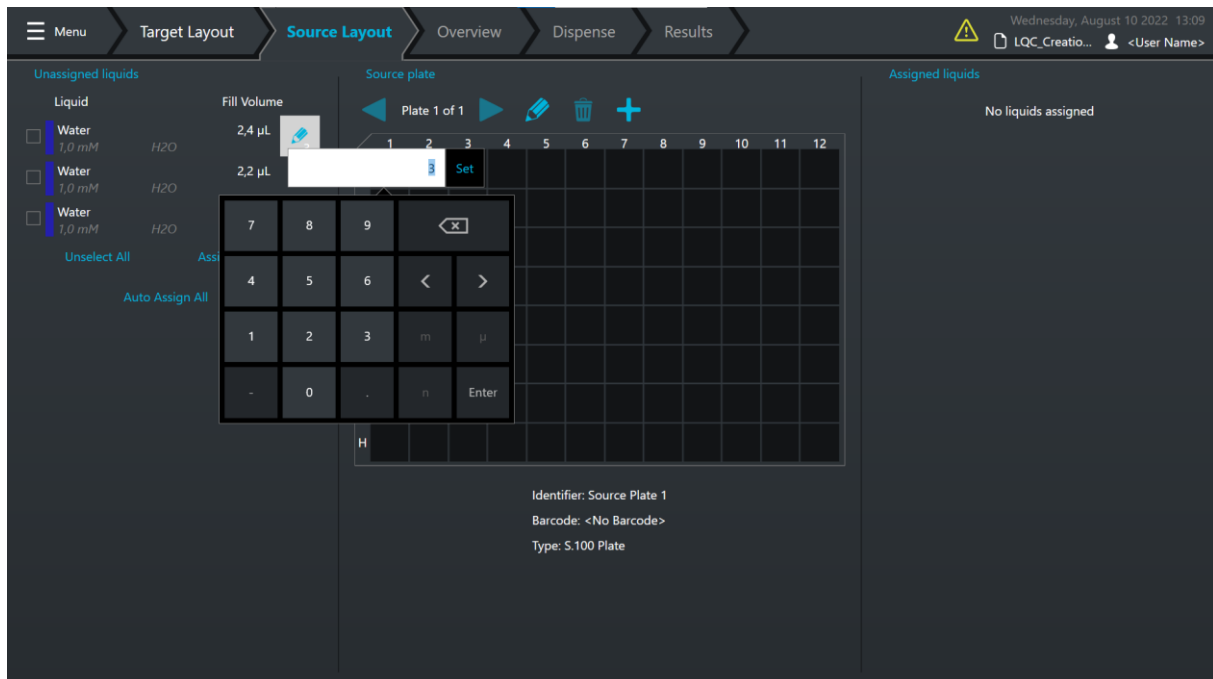 Menu
Target Layout
Source Layout
Overview
Dispense
Results
Wednesday, August 10 2022 13:09
LQC_Creatio...
<User Name>
Unassigned liquids
Source plate
Assigned liquids
Liquid
Fill Volume
Plate 1 of 1
No liquids assigned
Water
2,4 µL
1,0 mM
H2O
Water
2,2 µL
1,0 mM
H2O
Water
1,0 mM
H2O
Unselect All
Assi
Auto Assign All
1 2 3 4 5 6 7 8 9 10 11 12
3
Set
7 8 9
4 5 6 < >
1 2 3 m µ
- 0 . n Enter
H
Identifier: Source Plate 1
Barcode: <No Barcode>
Type: S.100 Plate